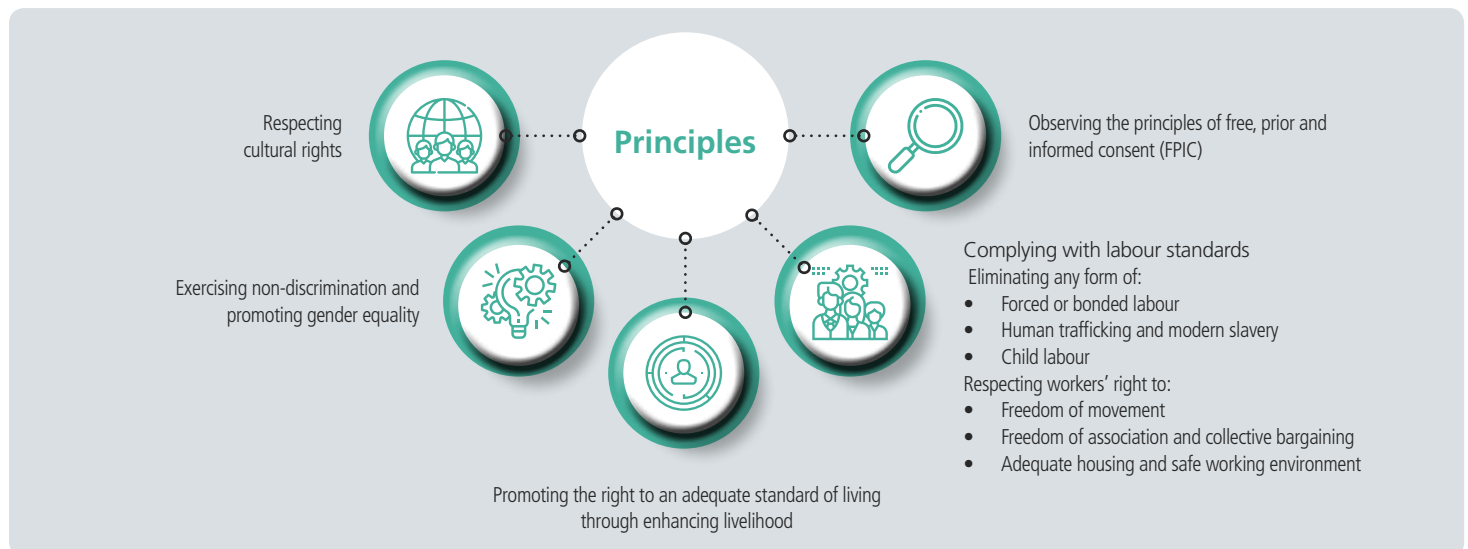 Principles
Respecting
cultural rights
Observing the principles of free, prior and
informed consent (FPIC)
Exercising non-discrimination and
promoting gender equality
Complying with labour standards
Eliminating any form of:
• Forced or bonded labour
• Human trafficking and modern slavery
• Child labour
Respecting workers’ right to:
• Freedom of movement
• Freedom of association and collective bargaining
• Adequate housing and safe working environment
Promoting the right to an adequate standard of living
through enhancing livelihood